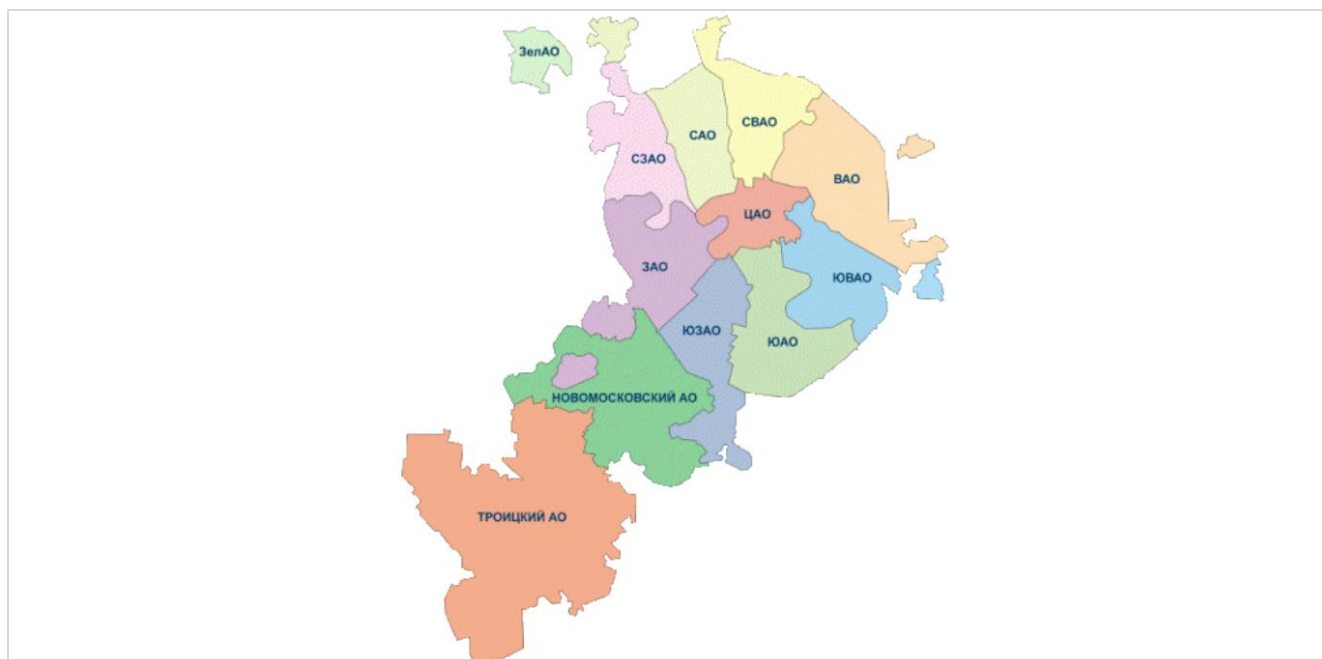 ЗелАО
СВАО
САО
СЗАО
ВАО
ЦАО
ЗАО
ЮВАО
ЮЗАО
ЮАО
НОВОМОСКОВСКИЙ АО
ТРОИЦКИЙ АО